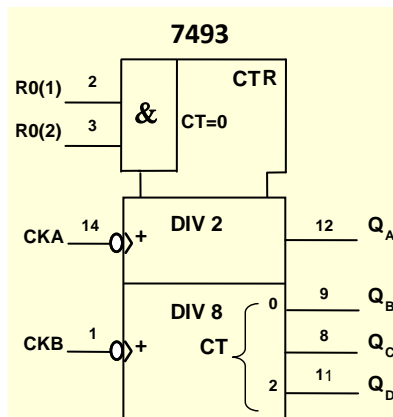 7493
R0(1) 2
R0(2) 3
&
CT=0
CTR
CKA 14
+
DIV 2
12 QA
CKB 1
+
DIV 8
CT
0
2
9 QB
8 QC
11 QD